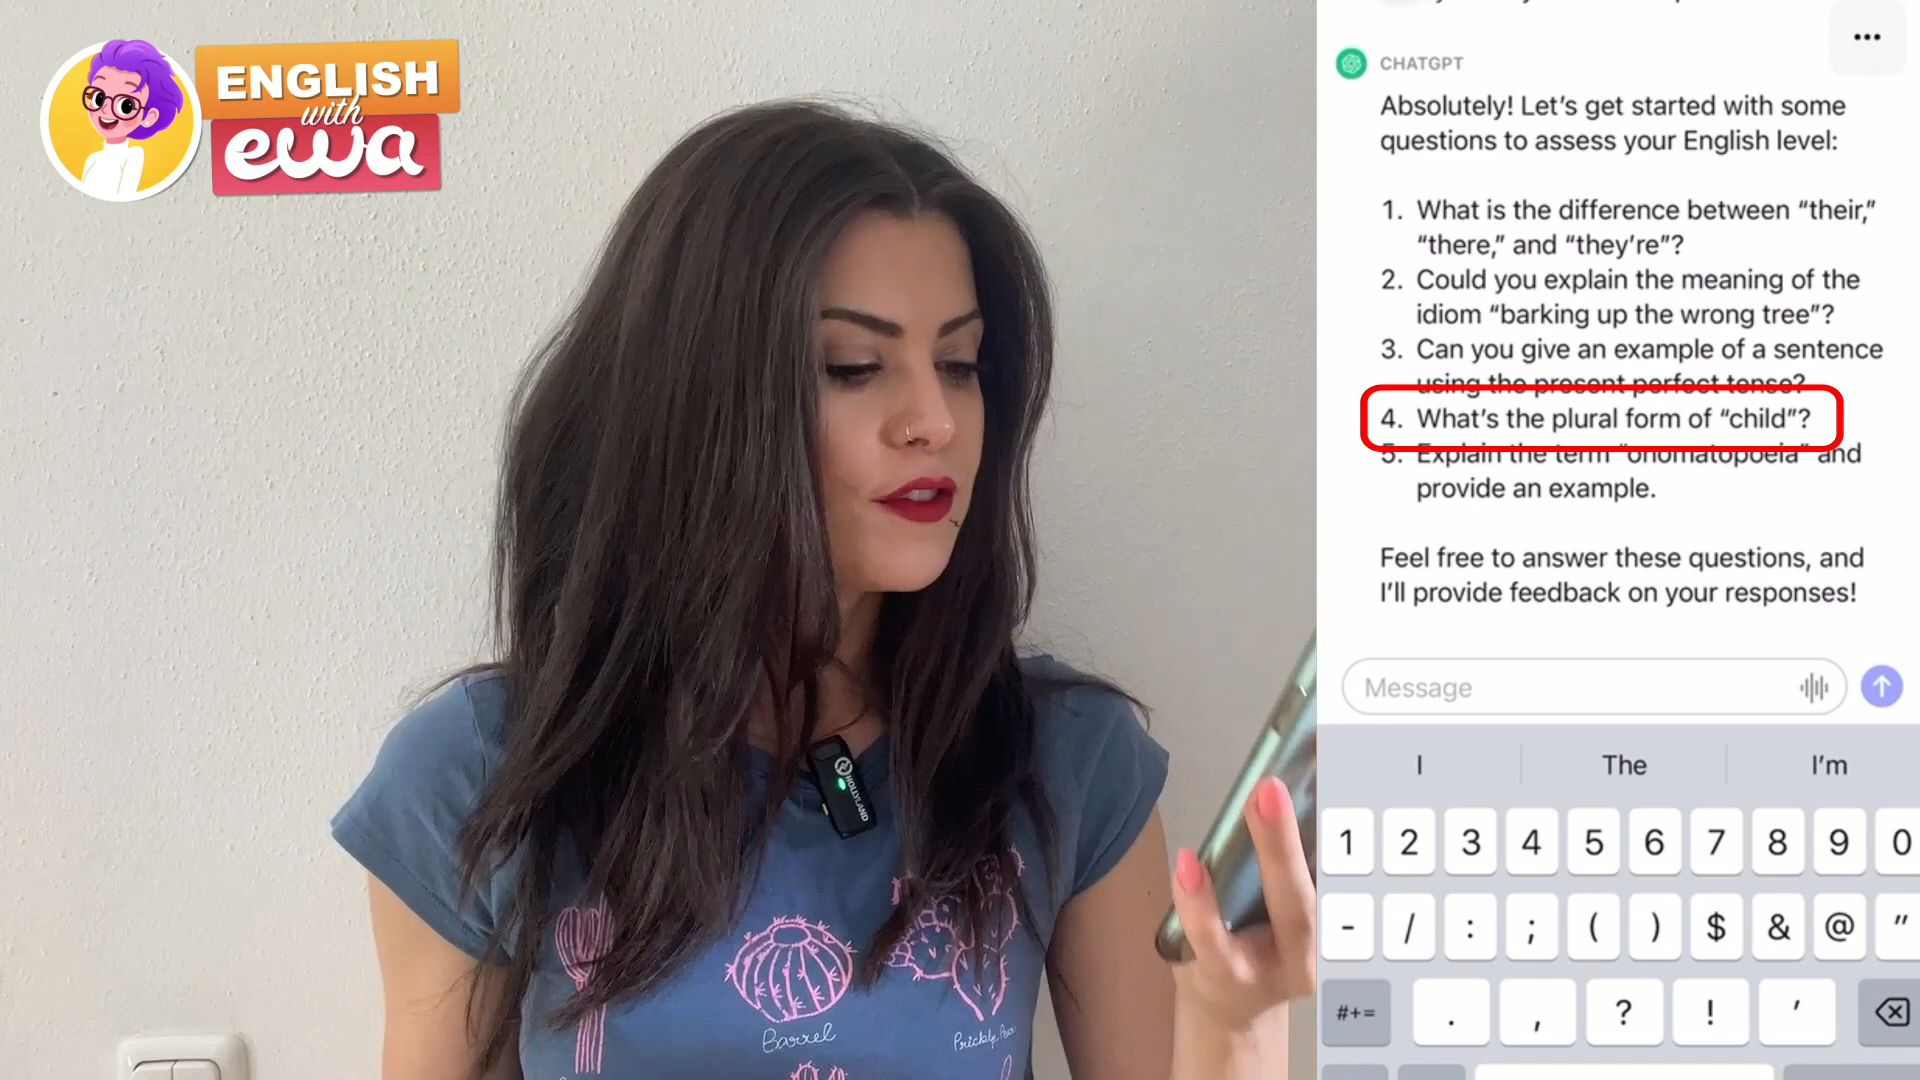 ENGLISH
with
ewa
CHATGPT
Absolutely! Let's get started with some
questions to assess your English level:
1. What is the difference between “their,”
“there,” and “they're”?
2. Could you explain the meaning of the
idiom “barking up the wrong tree”?
3. Can you give an example of a sentence
using the present perfect tense?
4. What's the plural form of “child”?
5. Explain the term “onomatopoeia” and
provide an example.
Feel free to answer these questions, and
I'll provide feedback on your responses!
Message
I The I'm
1 2 3 4 5 6 7 8 9 0
- / : ; ( ) $ & @ "
#+= . , ? ! '
HOLLYLAND
Barrel
Prickly Pear